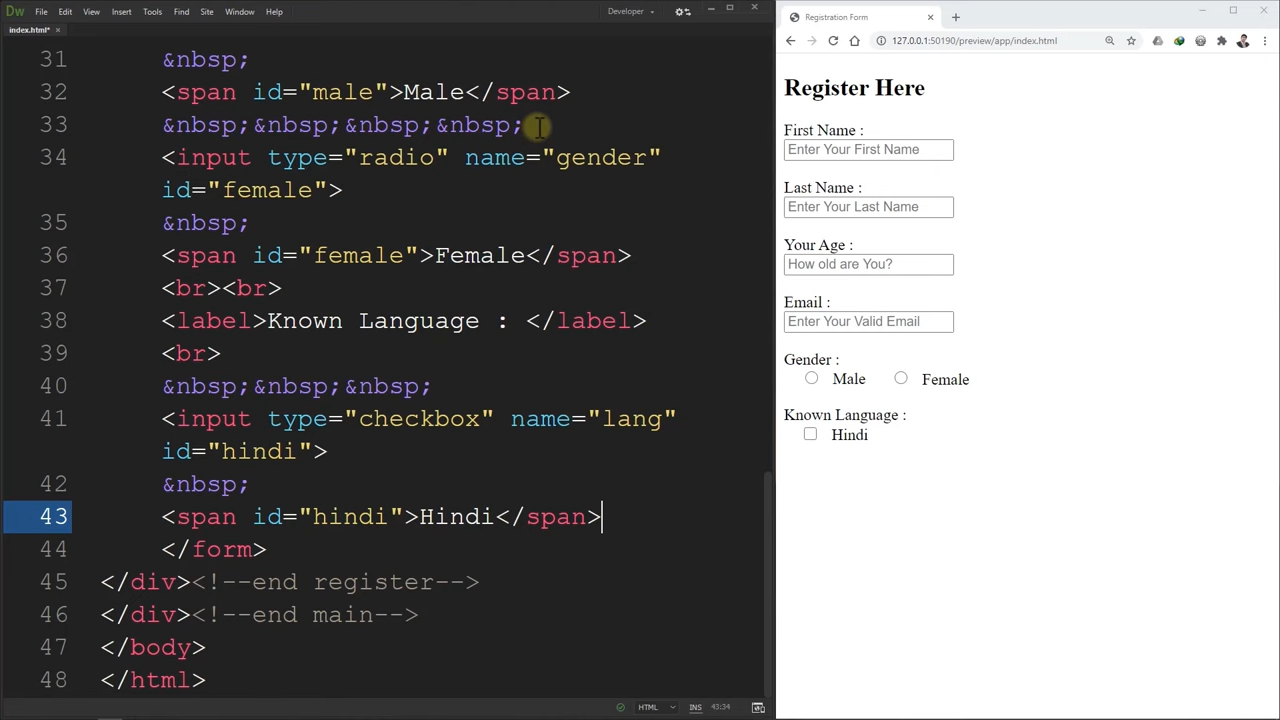 Dw File Edit View Insert Tools Find Site Window Help Developer
index.html*
31 &nbsp;
32 <span id="male">Male</span>
33 &nbsp;&nbsp;&nbsp;&nbsp;
34 <input type="radio" name="gender"
id="female">
35 &nbsp;
36 <span id="female">Female</span>
37 <br><br>
38 <label>Known Language : </label>
39 <br>
40 &nbsp;&nbsp;&nbsp;
41 <input type="checkbox" name="lang"
id="hindi">
42 &nbsp;
43 <span id="hindi">Hindi</span>
44 </form>
45 </div><!--end register-->
46 </div><!--end main-->
47 </body>
48 </html>
HTML INS 43:34
Registration Form
127.0.0.1:50190/preview/app/index.html
Register Here
First Name :
Enter Your First Name
Last Name :
Enter Your Last Name
Your Age :
How old are You?
Email :
Enter Your Valid Email
Gender :
Male Female
Known Language :
Hindi